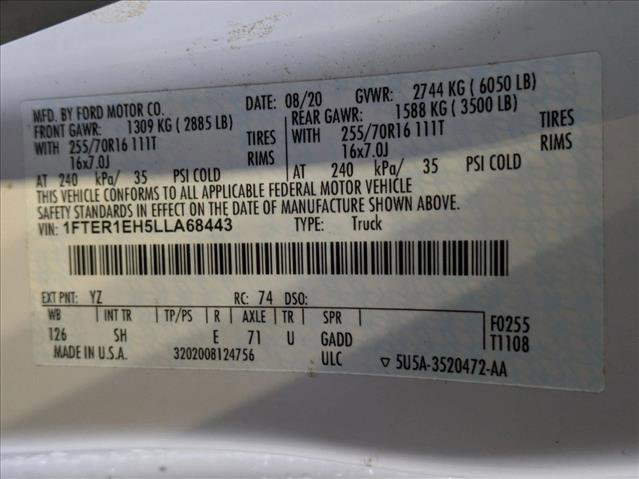 MFD. BY FORD MOTOR CO. DATE: 08/20 GVWR: 2744 KG (6050 LB)
FRONT GAWR: 1309 KG (2885 LB) REAR GAWR: 1588 KG (3500 LB)
WITH 255/70R16 111T TIRES WITH 255/70R16 111T TIRES
16x7.0J RIMS 16x7.0J RIMS
AT 240 kPa/ 35 PSI COLD AT 240 kPa/ 35 PSI COLD
THIS VEHICLE CONFORMS TO ALL APPLICABLE FEDERAL MOTOR VEHICLE
SAFETY STANDARDS IN EFFECT ON THE DATE OF MANUFACTURE SHOWN ABOVE.
VIN: 1FTER1EH5LLA68443 TYPE: Truck
EXT PNT: YZ RC: 74 DSO:
WB INT TR TP/PS R AXLE TR SPR F0255
126 SH E 71 U GADD T1108
MADE IN U.S.A. 3202008124756 ULC ▽ 5U5A-3520472-AA